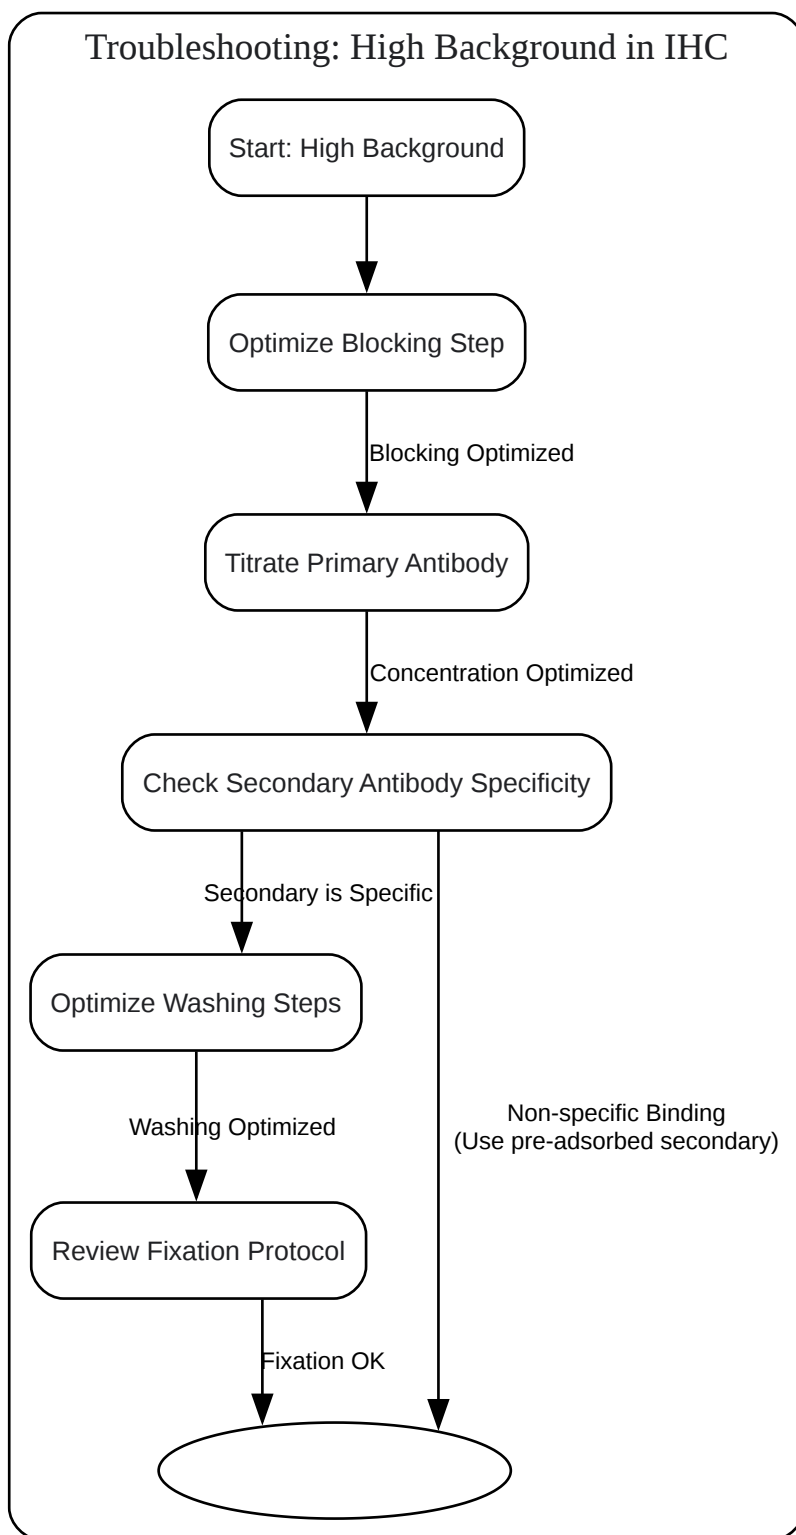 Troubleshooting: High Background in IHC
Start: High Background
Optimize Blocking Step
Blocking Optimized
Titrate Primary Antibody
Concentration Optimized
Check Secondary Antibody Specificity
Secondary is Specific
Optimize Washing Steps
Non-specific Binding
(Use pre-adsorbed secondary)
Washing Optimized
Review Fixation Protocol
Fixation OK